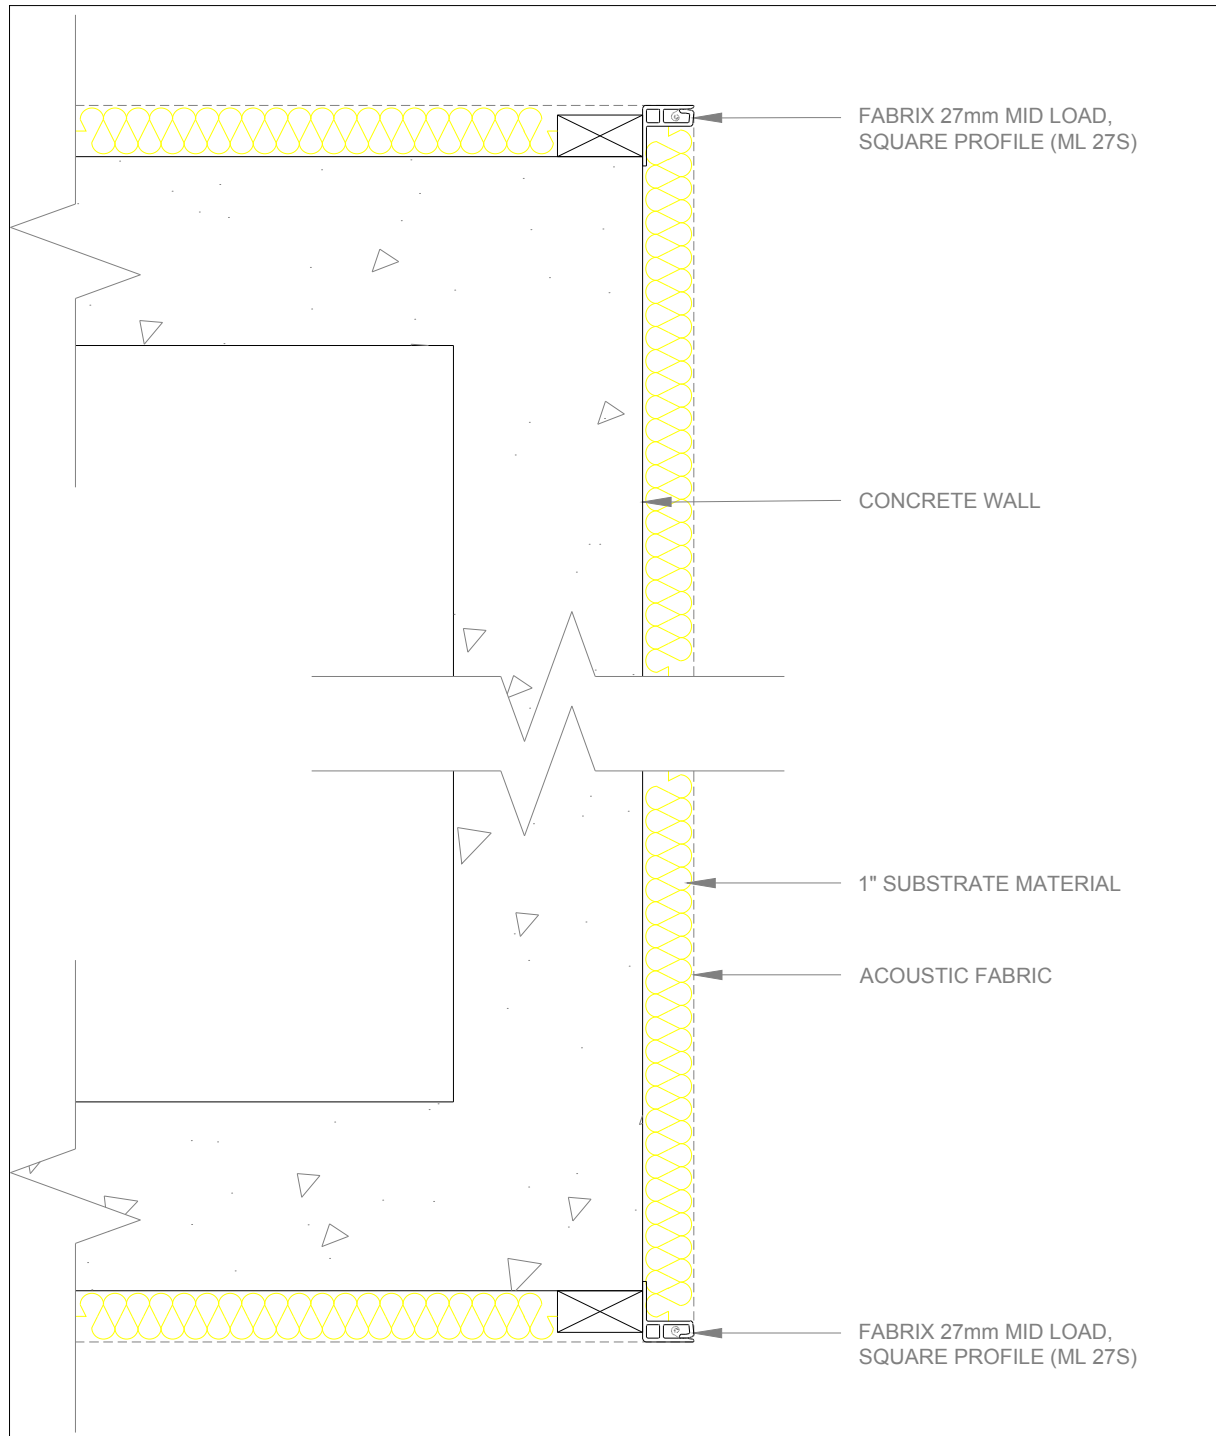 FABRIX 27mm MID LOAD,
SQUARE PROFILE (ML 27S)
CONCRETE WALL
1" SUBSTRATE MATERIAL
ACOUSTIC FABRIC
FABRIX 27mm MID LOAD,
SQUARE PROFILE (ML 27S)